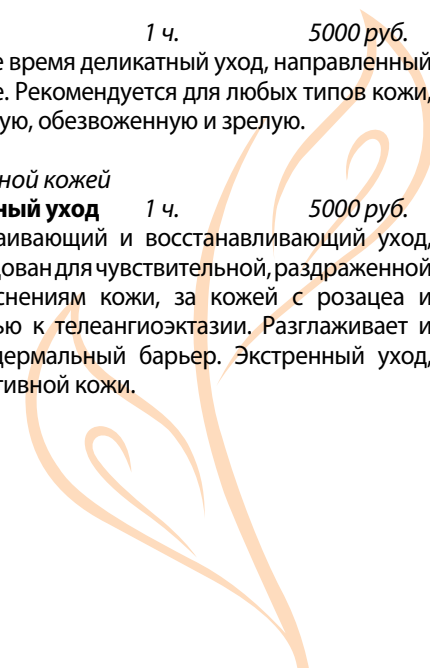 1 ч. 5000 руб.
е время деликатный уход, направленный
е. Рекомендуется для любых типов кожи,
ую, обезвоженную и зрелую.
ной кожей
ный уход 1 ч. 5000 руб.
аивающий и восстанавливающий уход,
дован для чувствительной, раздраженной
снениям кожи, за кожей с розацеа и
ью к телеангиоэктазии. Разглаживает и
дермальный барьер. Экстренный уход,
тивной кожи.